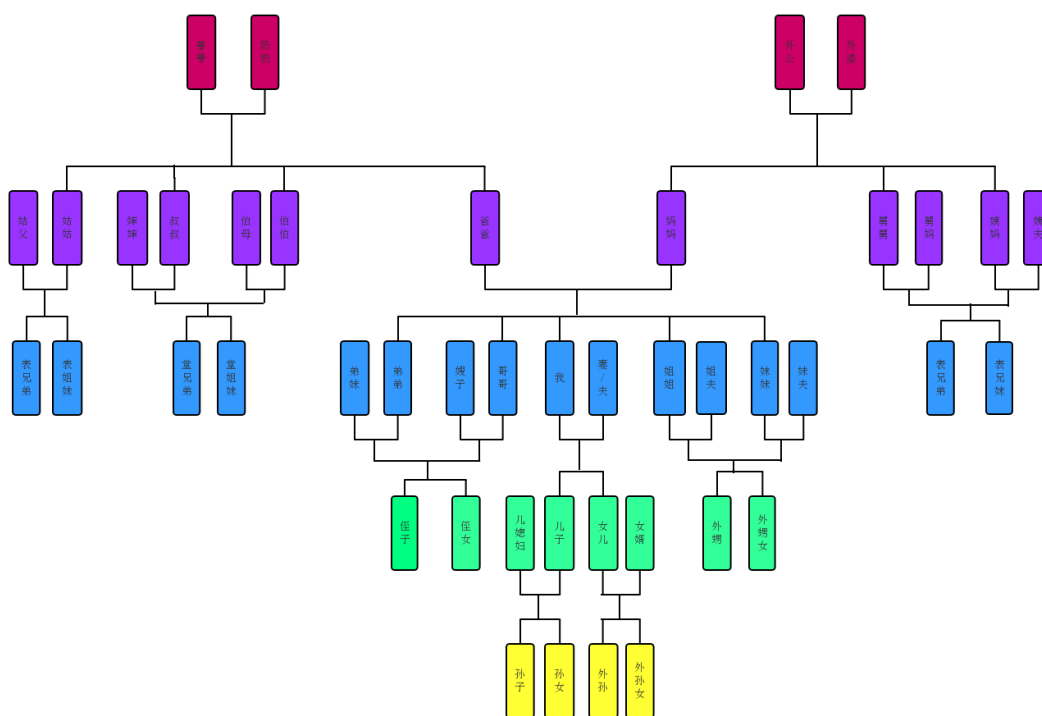 爷爷
奶奶
外公
外婆
姑父
姑姑
婶婶
叔叔
伯母
伯伯
爸爸
妈妈
舅舅
舅妈
姨妈
姨夫
表兄弟
表姐妹
堂兄弟
堂姐妹
弟妹
弟弟
嫂子
哥哥
我
妻/夫
姐姐
姐夫
妹妹
妹夫
表兄弟
表兄妹
侄子
侄女
儿媳妇
儿子
女儿
女婿
外甥
外甥女
孙子
孙女
外孙
外孙女